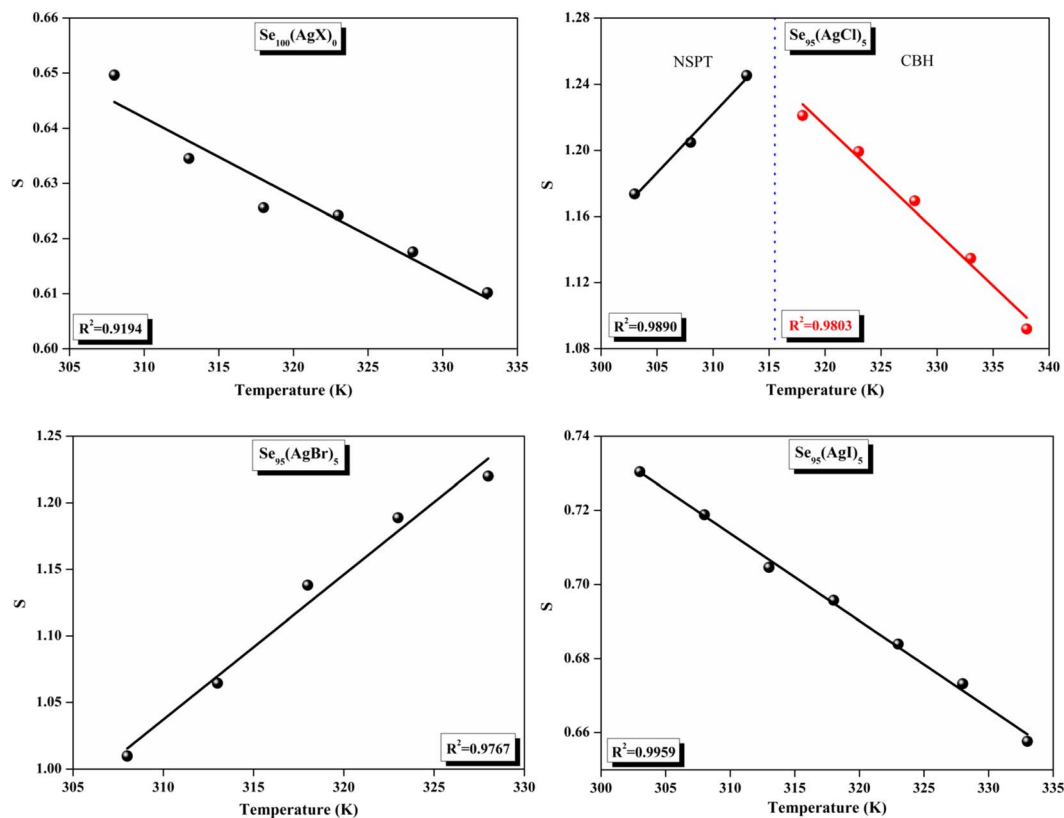 Se₁₀₀(AgX)₀
0.66
0.65
0.64
0.63
0.62
0.61
0.60
S
R²=0.9194
305 310 315 320 325 330 335
Temperature (K)
Se₉₅(AgCl)₅
NSPT
CBH
1.28
1.24
1.20
1.16
1.12
1.08
S
R²=0.9890
R²=0.9803
300 305 310 315 320 325 330 335 340
Temperature (K)
Se₉₅(AgBr)₅
1.25
1.20
1.15
1.10
1.05
1.00
S
R²=0.9767
305 310 315 320 325 330
Temperature (K)
Se₉₅(AgI)₅
0.74
0.72
0.70
0.68
0.66
S
R²=0.9959
300 305 310 315 320 325 330 335
Temperature (K)